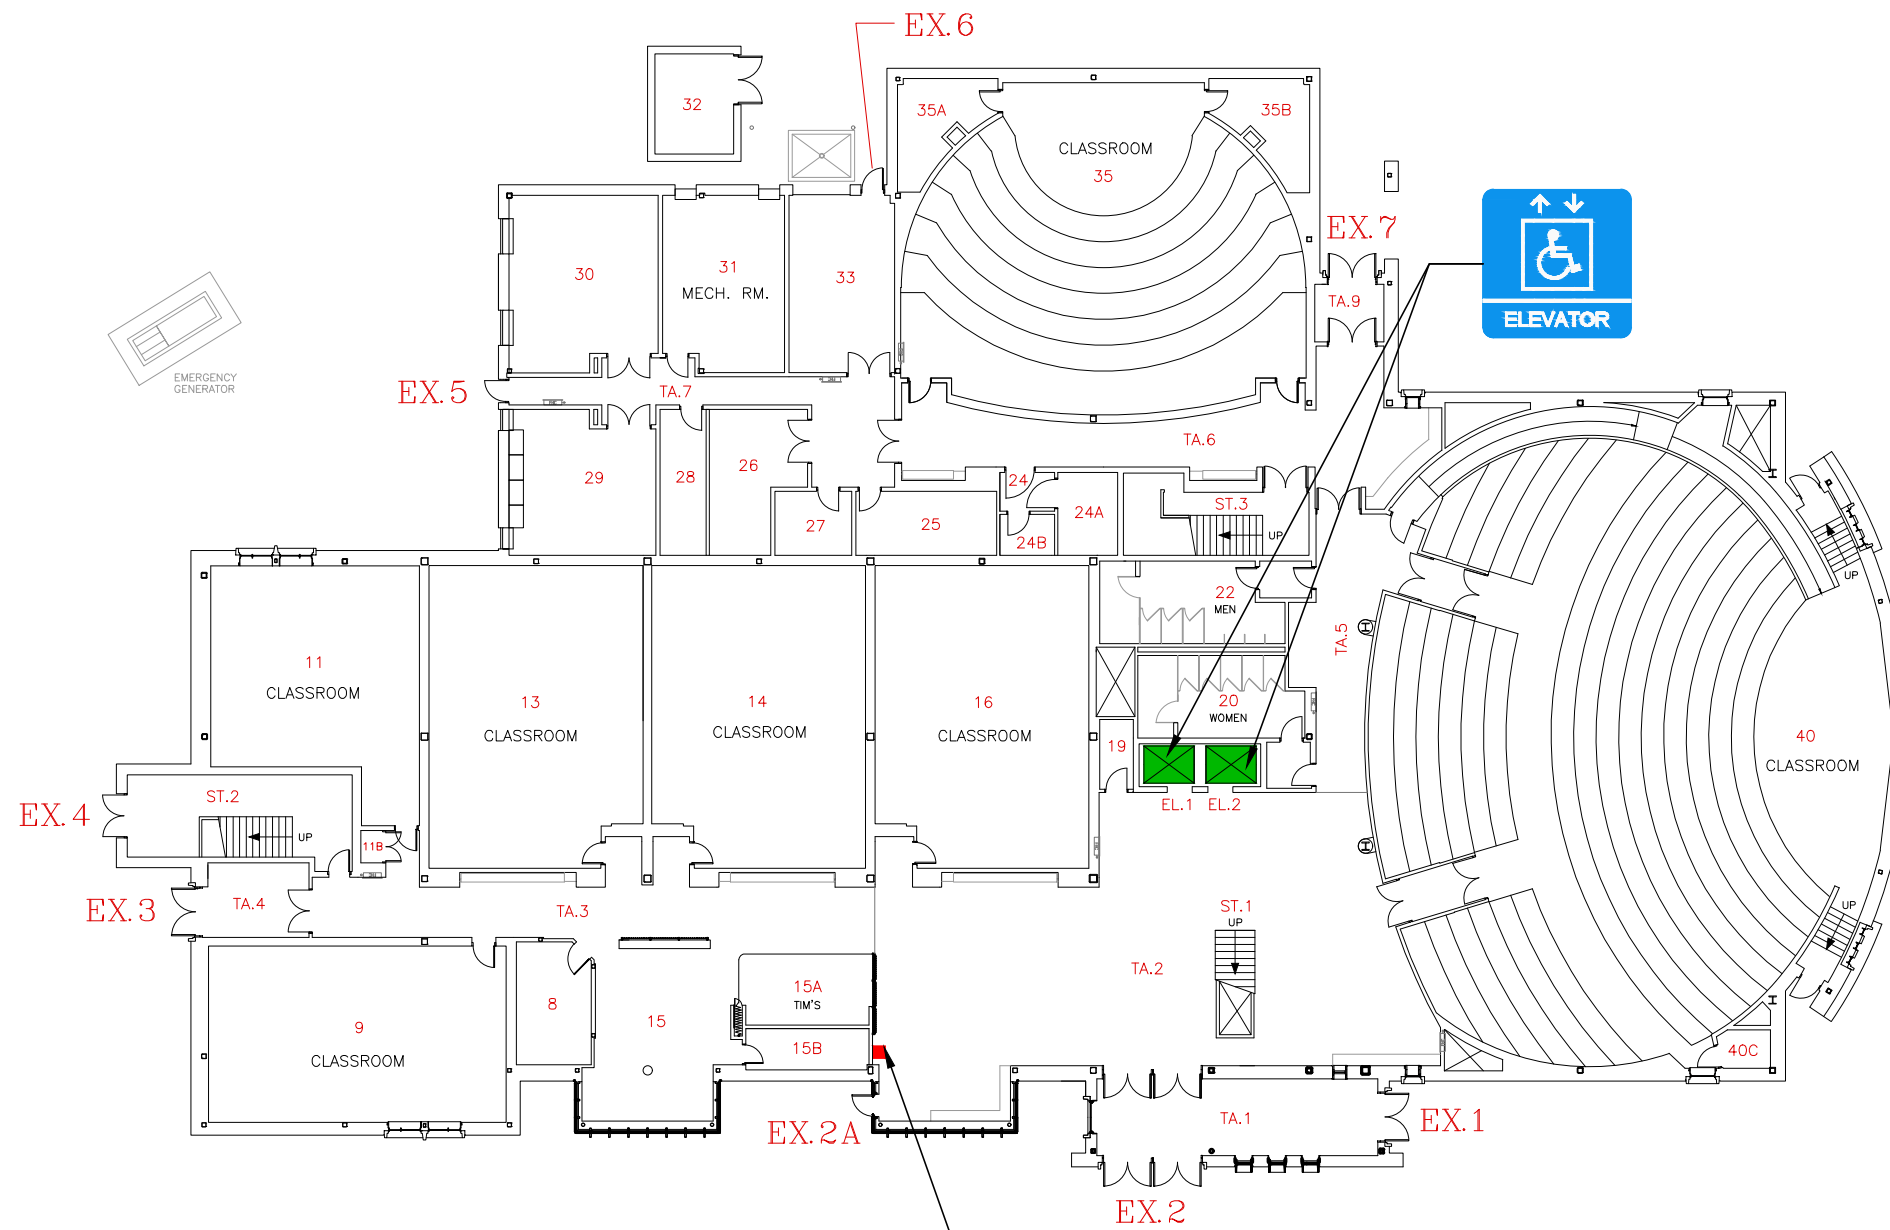 EX.6
32
35A
35B
CLASSROOM
35
EX.7
ELEVATOR
30
31
MECH. RM.
33
TA.9
EMERGENCY
GENERATOR
EX.5
TA.7
TA.6
29
28
26
24
24A
ST.3
UP
27
25
24B
UP
22
MEN
TA.5
11
CLASSROOM
13
CLASSROOM
14
CLASSROOM
16
CLASSROOM
20
WOMEN
19
40
CLASSROOM
ST.2
UP
EX.4
EL.1
EL.2
11B
EX.3
TA.4
TA.3
ST.1
UP
UP
TA.2
15A
TIM'S
8
15
15B
9
CLASSROOM
40C
EX.2A
TA.1
EX.1
EX.2